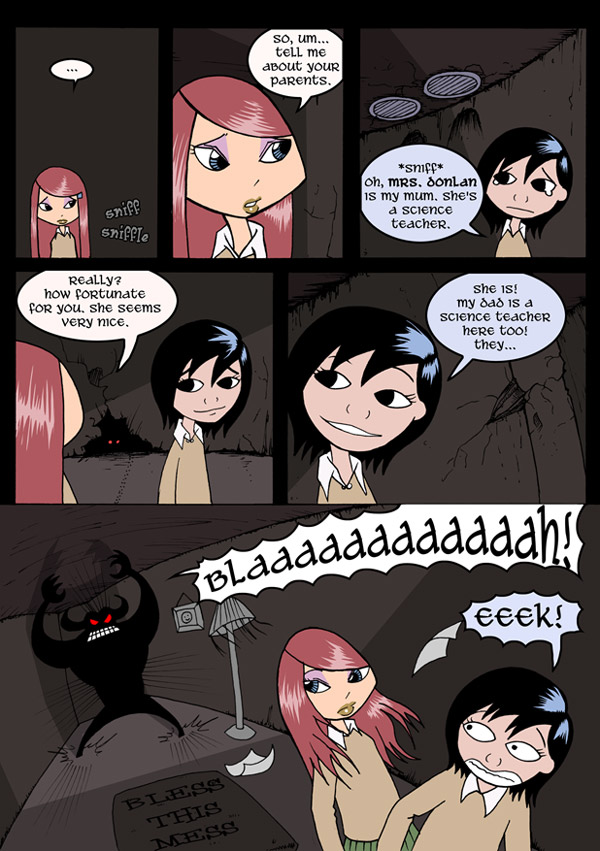 ...
sniff
sniffle
so, um...
tell me
about your
parents.
*sniff*
oh, mrs. donlan
is my mum. she's
a science
teacher.
really?
how fortunate
for you. she seems
very nice.
she is!
my dad is a
science teacher
here too!
they...
BLaaaaaaaaaaaaah!
eeek!
BLESS
THIS
MESS